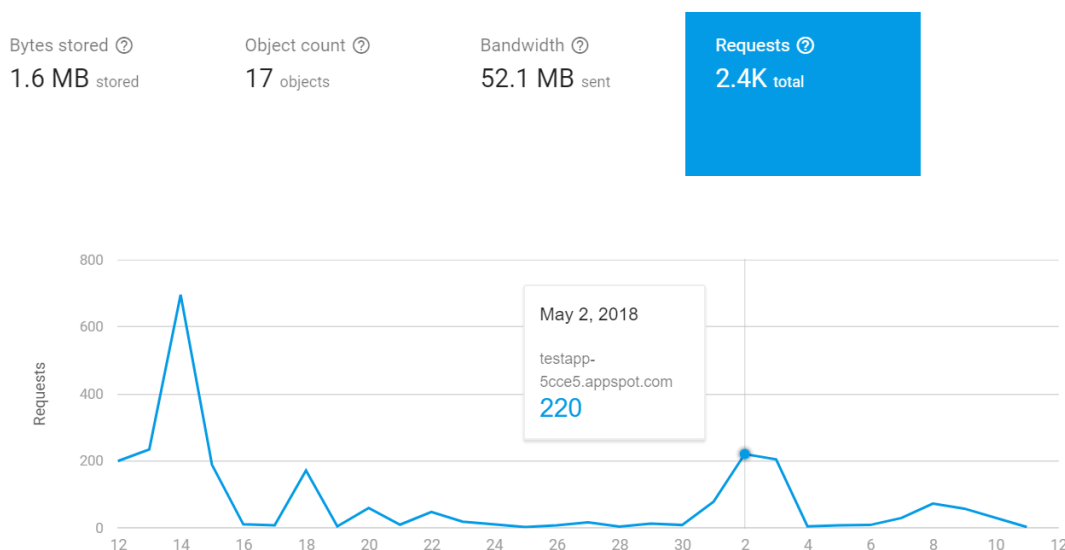 Bytes stored ?
1.6 MB stored
Object count ?
17 objects
Bandwidth ?
52.1 MB sent
Requests ?
2.4K total
800
600
400
200
0
Requests
May 2, 2018
testapp-
5cce5.appspot.com
220
12 14 16 18 20 22 24 26 28 30 2 4 6 8 10 12